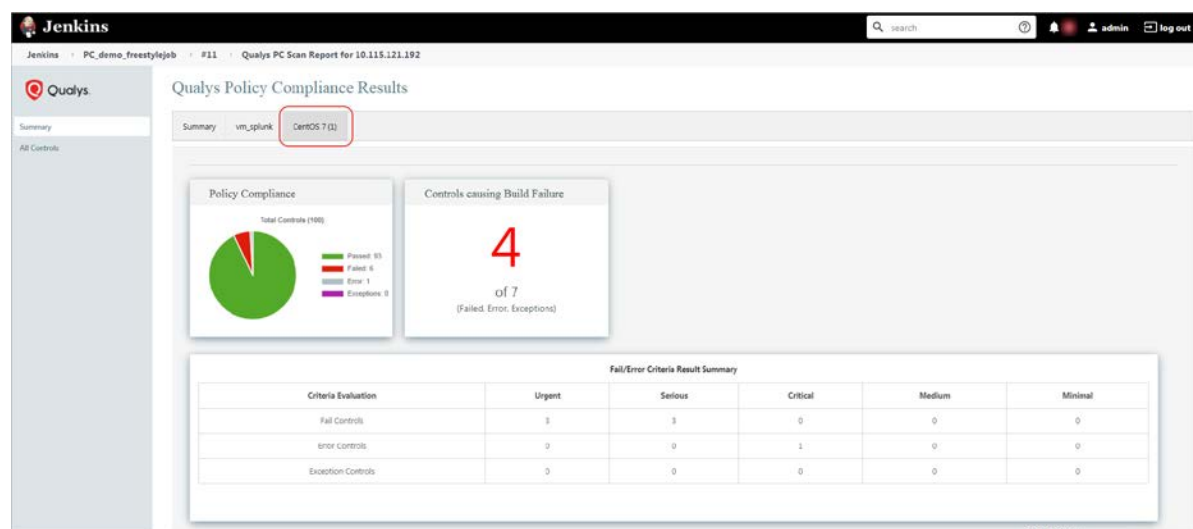 Jenkins
search
admin
log out
Jenkins
PC_demo_freestylejob
#11
Qualys PC Scan Report for 10.115.121.192
Qualys.
Summary
All Controls
Qualys Policy Compliance Results
Summary
vm_splunk
CentOS 7 (1)
Policy Compliance
Total Controls (100)
Passed: 93
Failed: 6
Error: 1
Exceptions: 0
Controls causing Build Failure
4
of 7
(Failed, Error, Exceptions)
Fail/Error Criteria Result Summary
Criteria Evaluation Urgent Serious Critical Medium Minimal
Fail Controls 3 3 0 0 0
Error Controls 0 0 1 0 0
Exception Controls 0 0 0 0 0